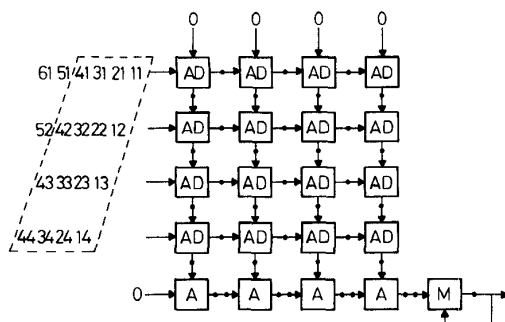 0 0 0 0
61 51 41 31 21 11 AD AD AD AD
52 42 32 22 12 AD AD AD AD
43 33 23 13 AD AD AD AD
44 34 24 14 AD AD AD AD
0 A A A A M